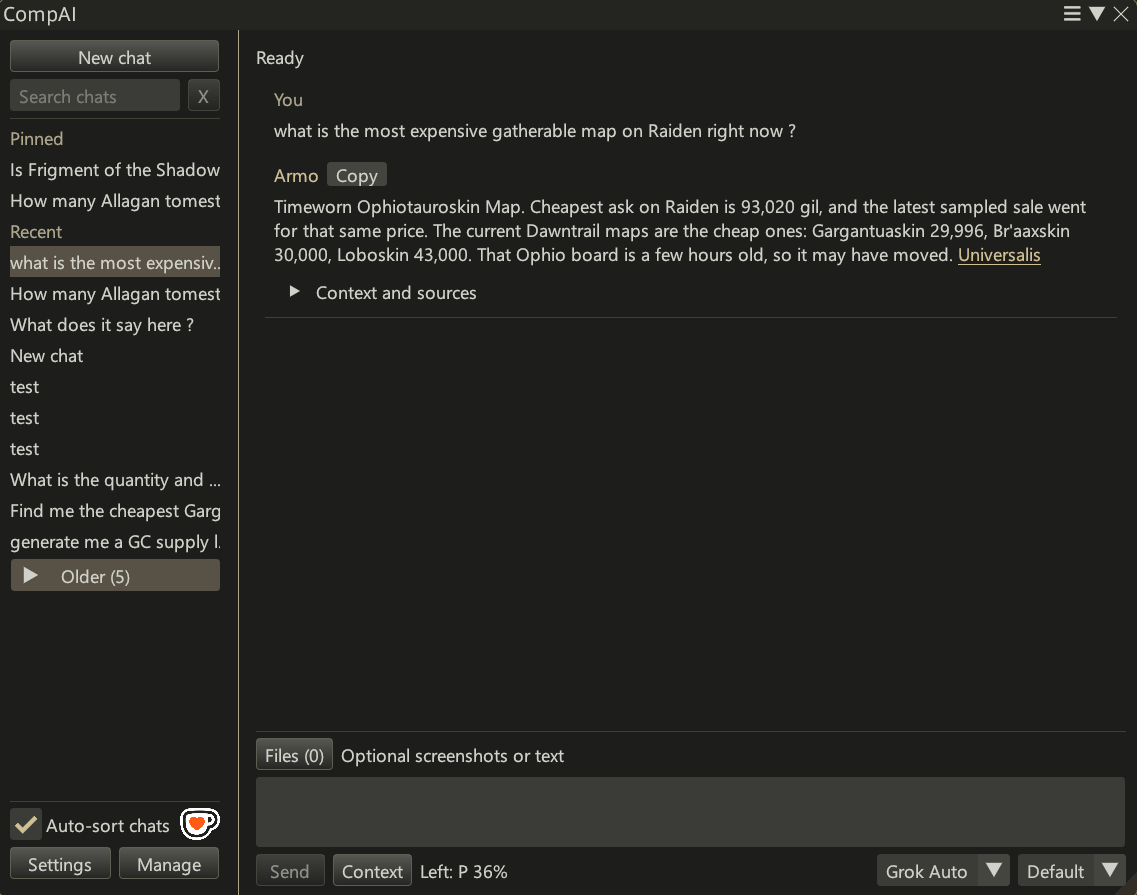 CompAI
New chat
Search chats X
Pinned
Is Frigment of the Shadow
How many Allagan tomest
Recent
what is the most expensiv..
How many Allagan tomest
What does it say here ?
New chat
test
test
test
What is the quantity and ...
Find me the cheapest Garg
generate me a GC supply l.
Older (5)
Auto-sort chats
Settings Manage
Ready
You
what is the most expensive gatherable map on Raiden right now ?
Armo Copy
Timeworn Ophiotauroskin Map. Cheapest ask on Raiden is 93,020 gil, and the latest sampled sale went
for that same price. The current Dawntrail maps are the cheap ones: Gargantuaskin 29,996, Br'aaxskin
30,000, Loboskin 43,000. That Ophio board is a few hours old, so it may have moved. Universalis
Context and sources
Files (0) Optional screenshots or text
Send Context Left: P 36% Grok Auto Default